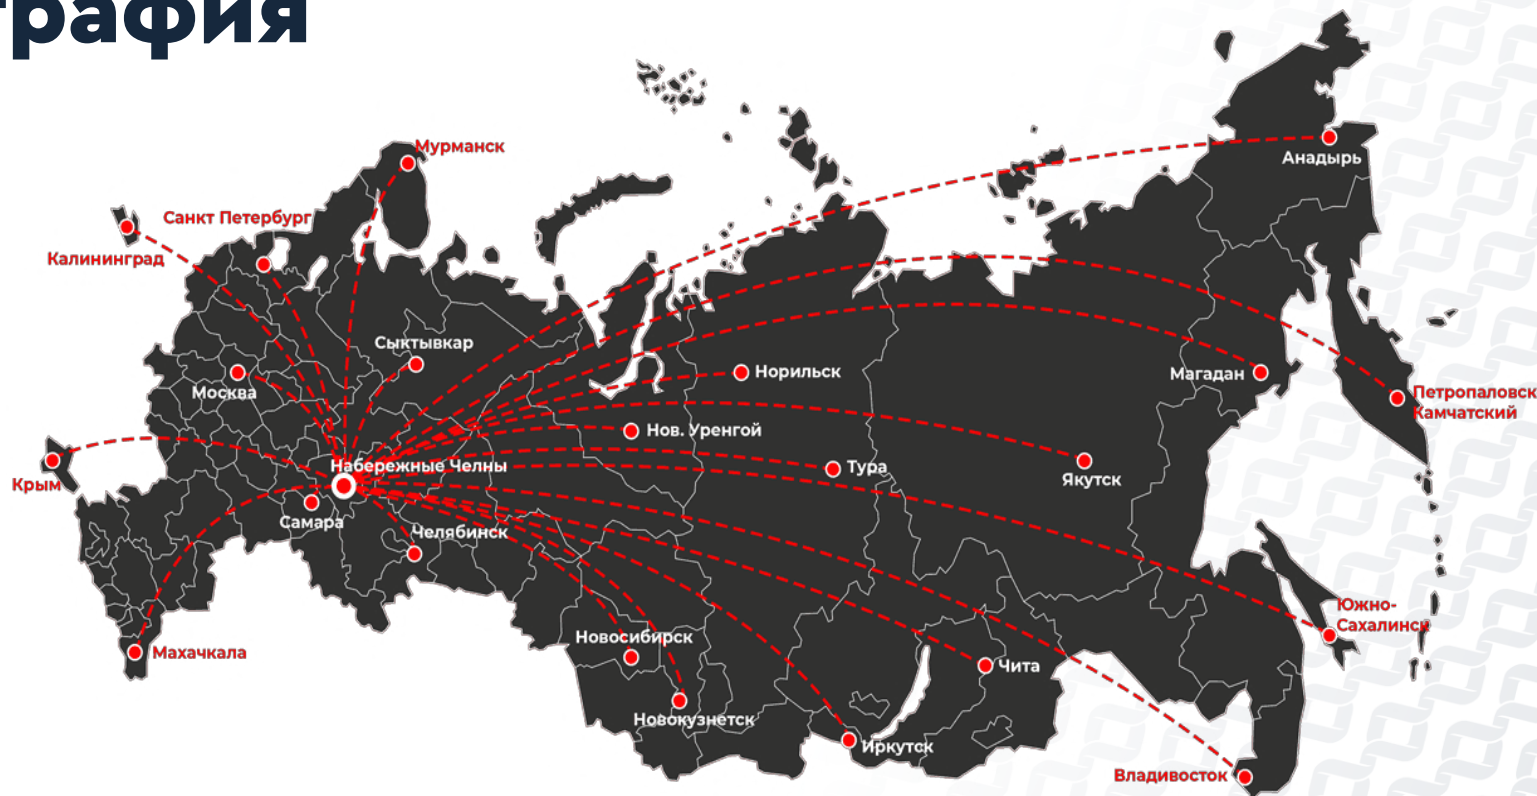 графия
Мурманск
Анадырь
Санкт Петербург
Калининград
Сыктывкар
Москва
Норильск
Магадан
Петропаловск
Камчатский
Нов. Уренгой
Набережные Челны
Тура
Якутск
Крым
Самара
Челябинск
Южно-
Сахалинск
Новосибирск
Махачкала
Чита
Новокузнетск
Иркутск
Владивосток